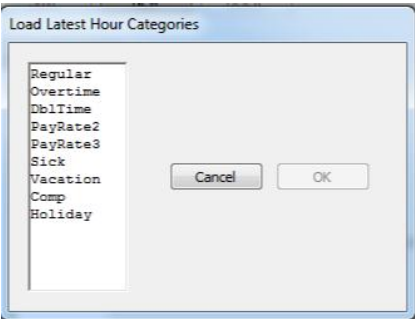 Load Latest Hour Categories
Regular
Overtime
DblTime
PayRate2
PayRate3
Sick
Vacation
Comp
Holiday
Cancel
OK